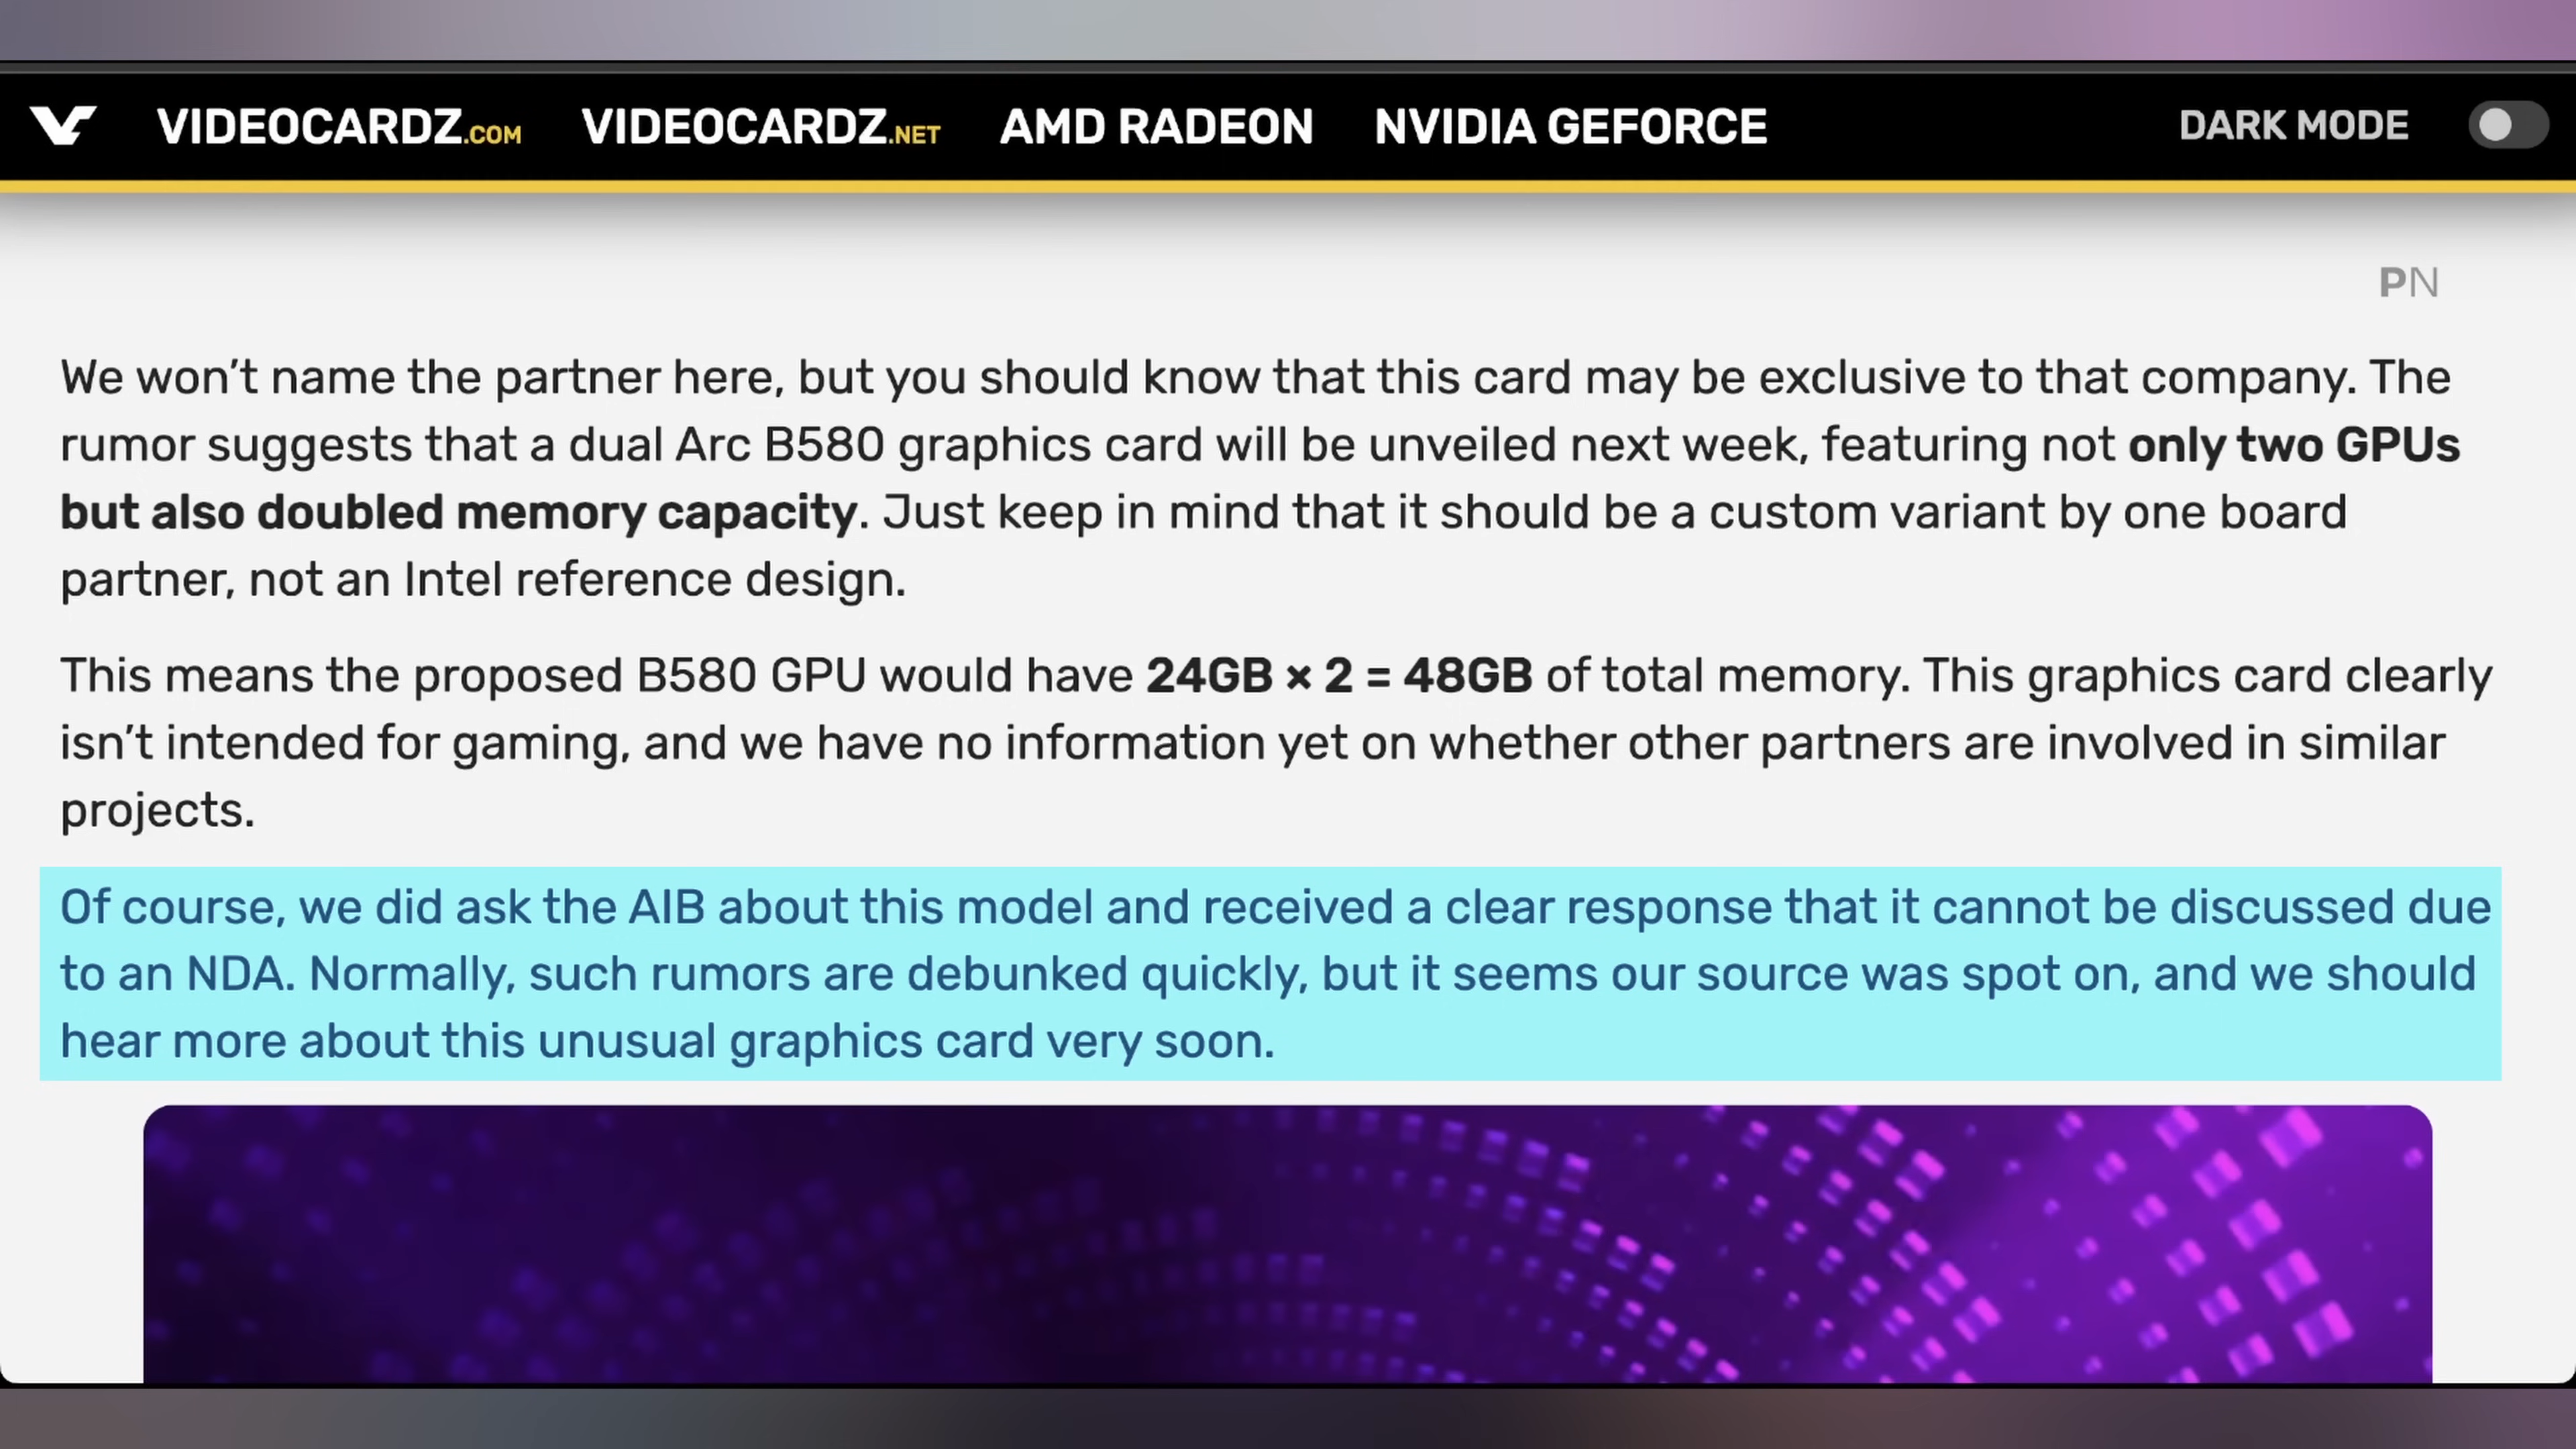 VIDEOCARDZ.COM VIDEOCARDZ.NET AMD RADEON NVIDIA GEFORCE DARK MODE
PN
We won’t name the partner here, but you should know that this card may be exclusive to that company. The
rumor suggests that a dual Arc B580 graphics card will be unveiled next week, featuring not only two GPUs
but also doubled memory capacity. Just keep in mind that it should be a custom variant by one board
partner, not an Intel reference design.
This means the proposed B580 GPU would have 24GB × 2 = 48GB of total memory. This graphics card clearly
isn’t intended for gaming, and we have no information yet on whether other partners are involved in similar
projects.
Of course, we did ask the AIB about this model and received a clear response that it cannot be discussed due
to an NDA. Normally, such rumors are debunked quickly, but it seems our source was spot on, and we should
hear more about this unusual graphics card very soon.